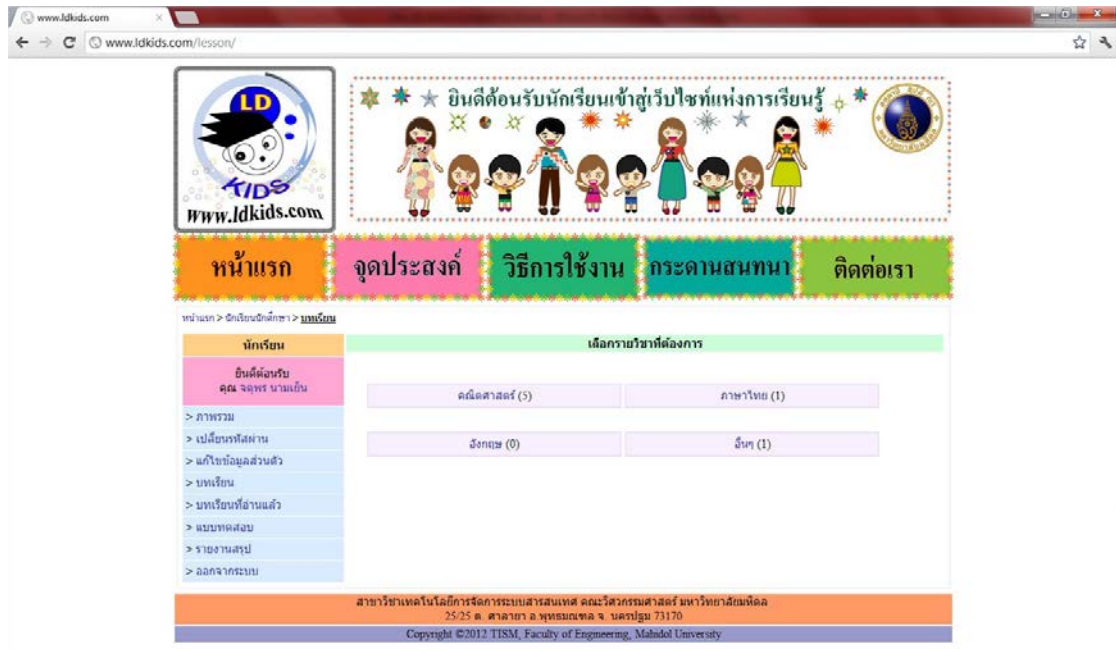 www.ldkids.com
www.ldkids.com/lesson/
LD
KIDS
www.ldkids.com
ยินดีต้อนรับนักเรียนเข้าสู่เว็บไซท์แห่งการเรียนรู้
หน้าแรก
จุดประสงค์
วิธีการใช้งาน
กระดานสนทนา
ติดต่อเรา
หน้าแรก > นักเรียนนักศึกษา > บทเรียน
นักเรียน
ยินดีต้อนรับ
คุณ จตุพร นามเย็น
> ภาพรวม
> เปลี่ยนรหัสผ่าน
> แก้ไขข้อมูลส่วนตัว
> บทเรียน
> บทเรียนที่อ่านแล้ว
> แบบทดสอบ
> รายงานสรุป
> ออกจากระบบ
เลือกรายวิชาที่ต้องการ
คณิตศาสตร์ (5)
ภาษาไทย (1)
อังกฤษ (0)
อื่นๆ (1)
สาขาวิชาเทคโนโลยีการจัดการระบบสารสนเทศ คณะวิศวกรรมศาสตร์ มหาวิทยาลัยมหิดล
25/25 ต. ศาลายา อ.พุทธมณฑล จ. นครปฐม 73170
Copyright ©2012 TISM, Faculty of Engineering, Mahidol University